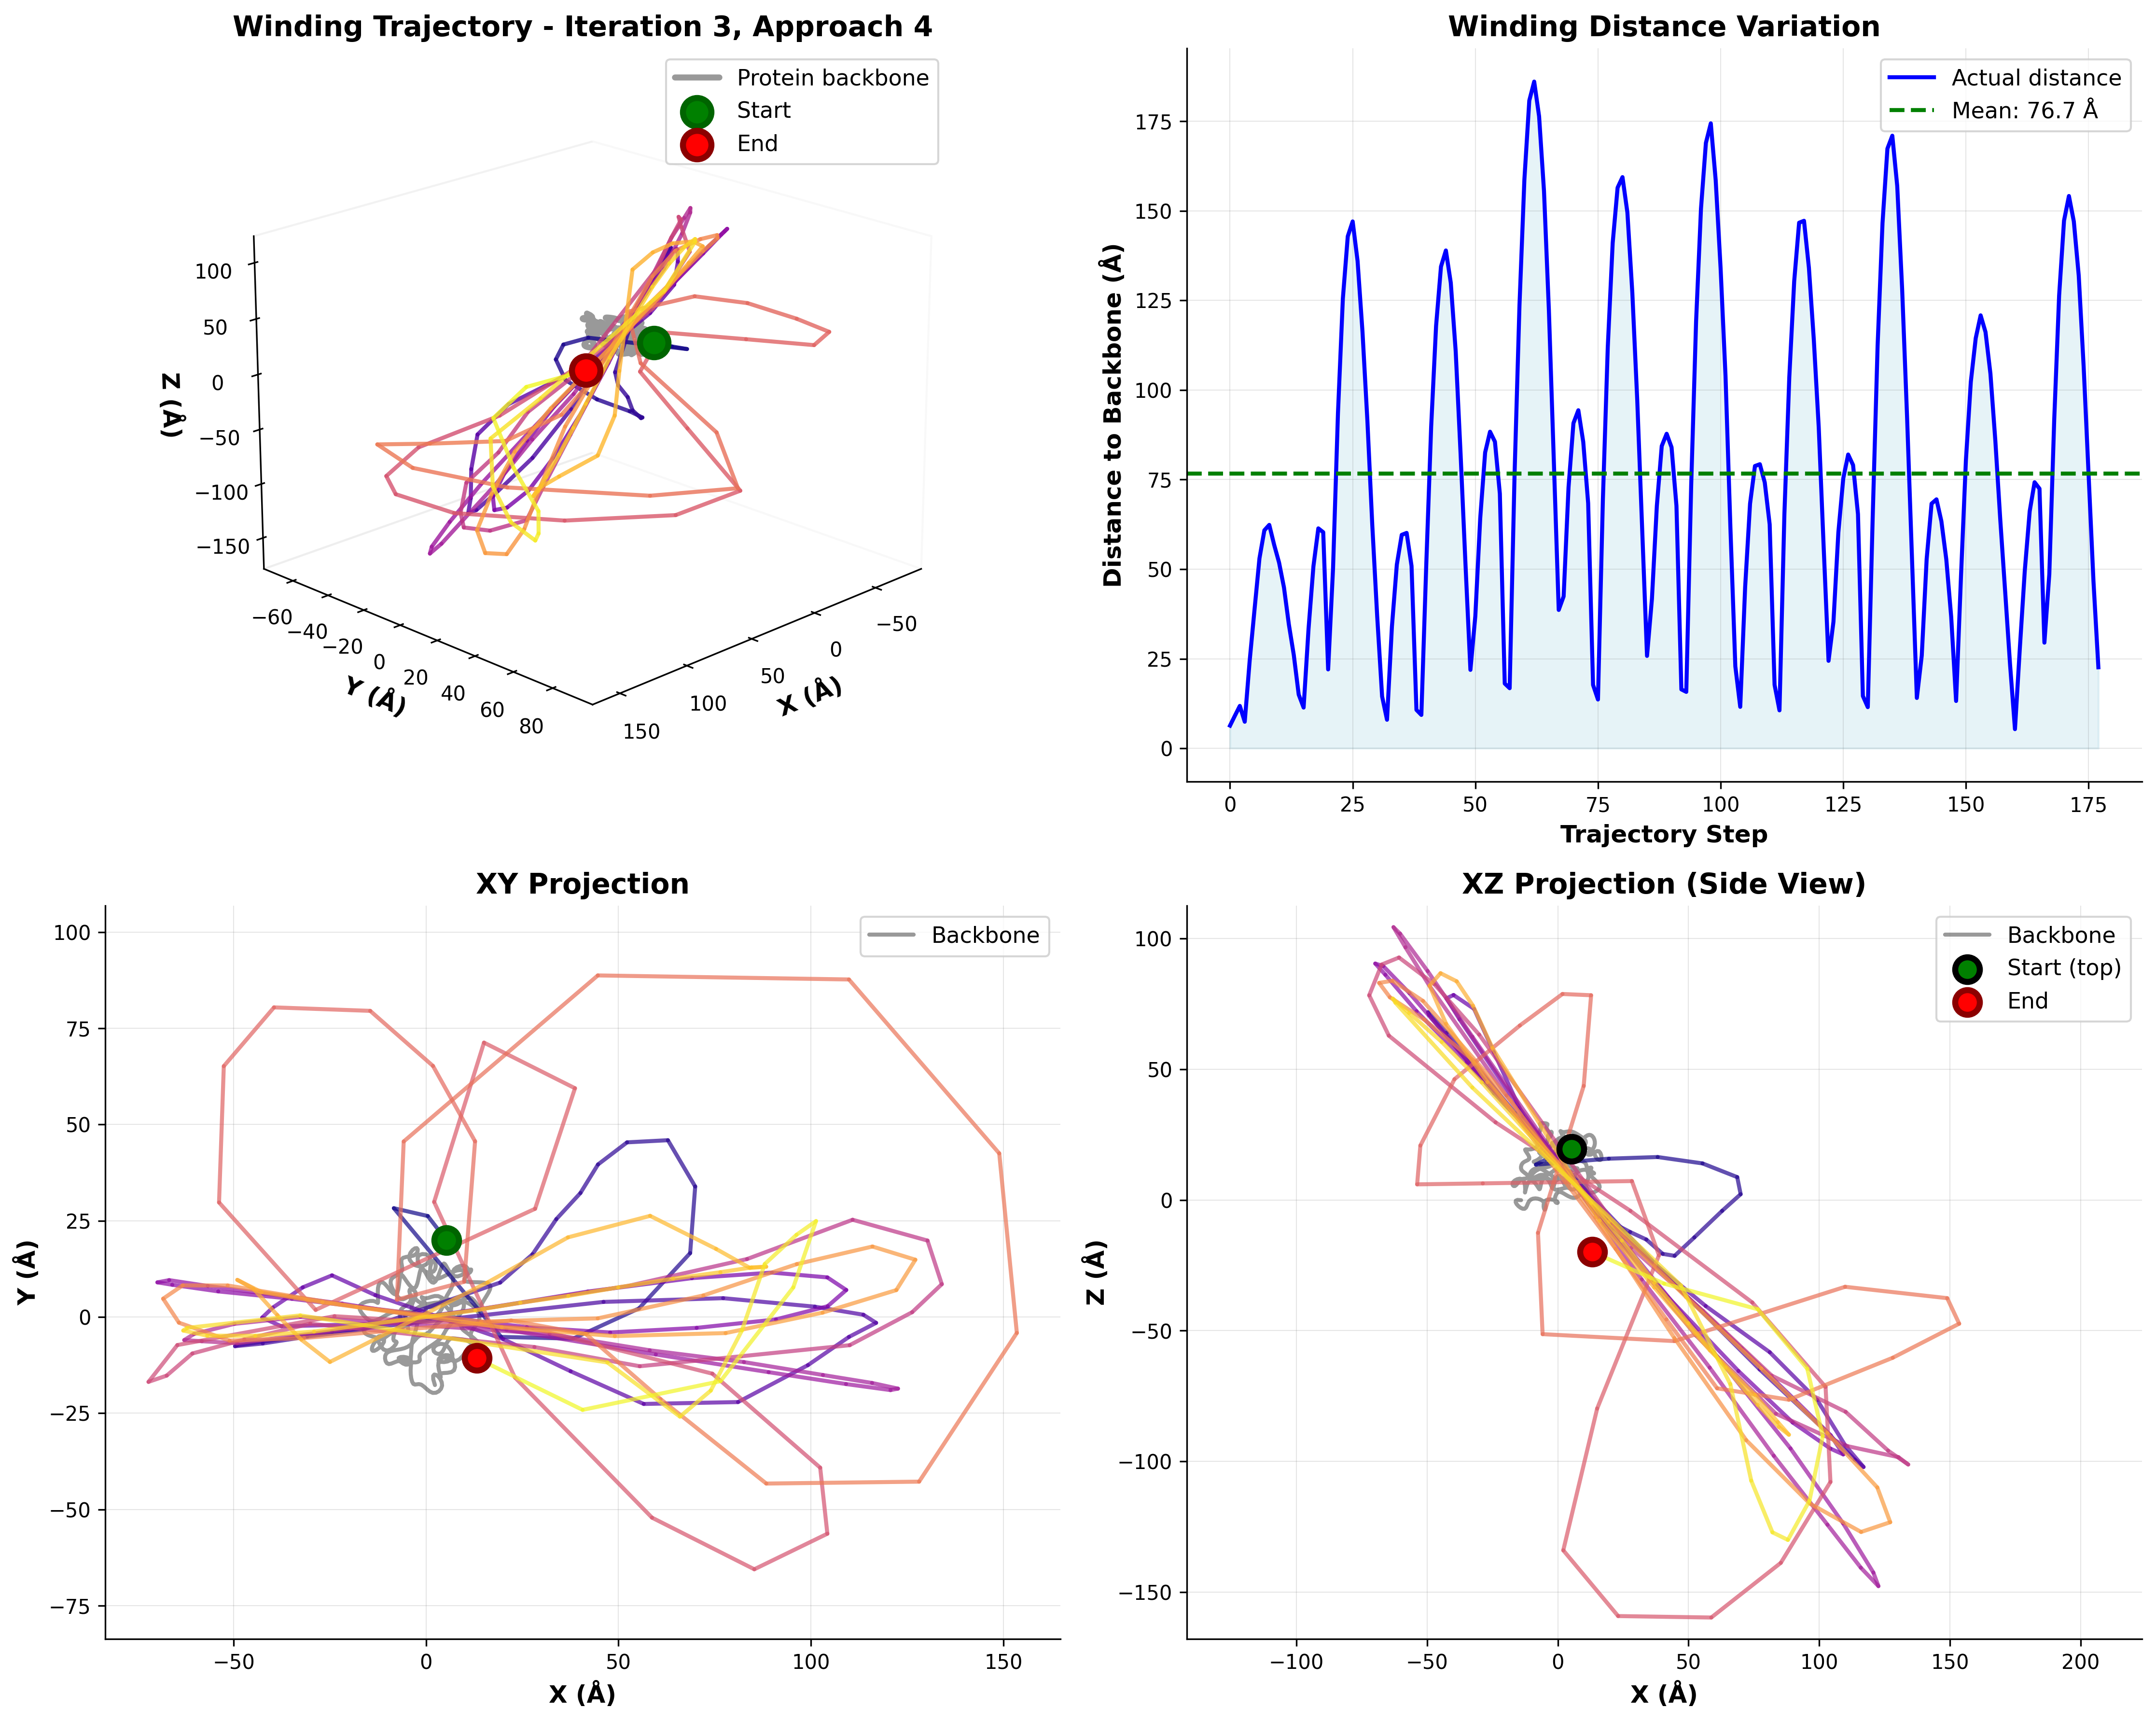 Winding Trajectory - Iteration 3, Approach 4
Protein backbone
Start
End
100
50
0
−50
−100
−150
Z (Å)
−60
−40
−20
0
20
40
60
80
Y (Å)
−50
0
50
100
150
X (Å)
Winding Distance Variation
Actual distance
Mean: 76.7 Å
175
150
125
100
75
50
25
0
Distance to Backbone (Å)
0 25 50 75 100 125 150 175
Trajectory Step
XY Projection
Backbone
100
75
50
25
0
−25
−50
−75
Y (Å)
−50 0 50 100 150
X (Å)
XZ Projection (Side View)
Backbone
Start (top)
End
100
50
0
−50
−100
−150
Z (Å)
−100 −50 0 50 100 150 200
X (Å)